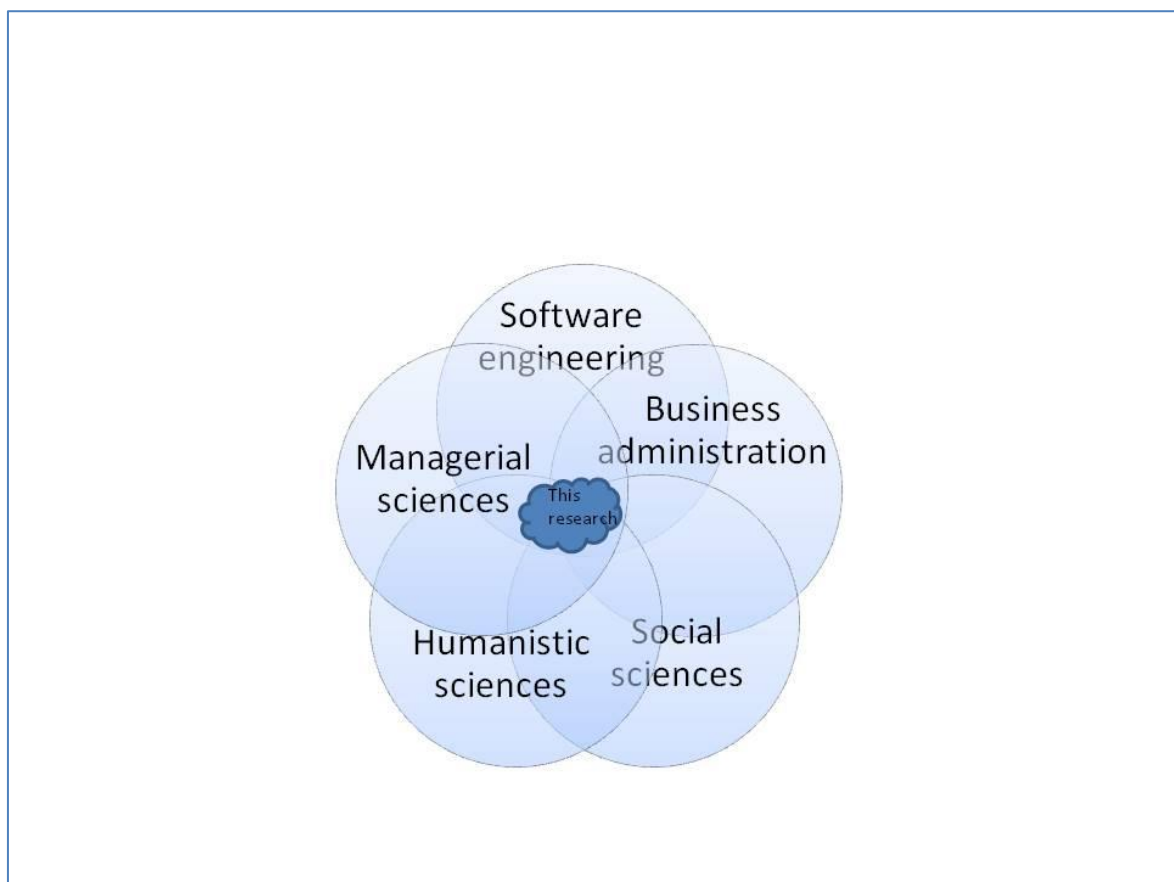 Software
engineering
Business
administration
Managerial
sciences
This
research
Humanistic
sciences
Social
sciences